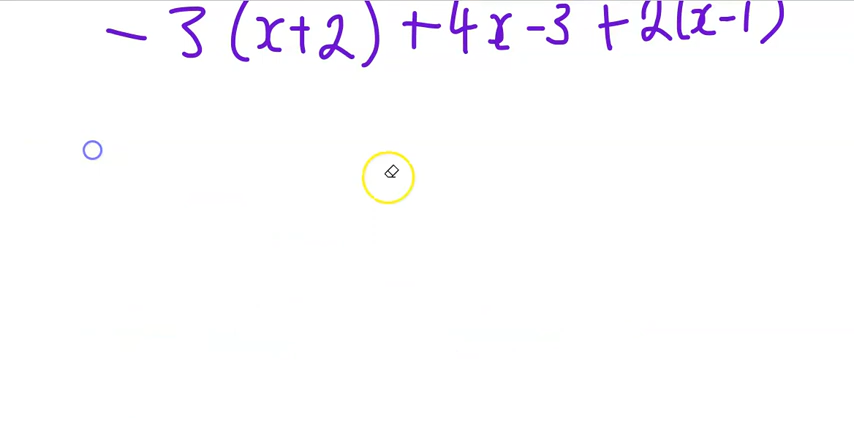 - 3 (x+2) + 4x - 3 + 2(x-1)